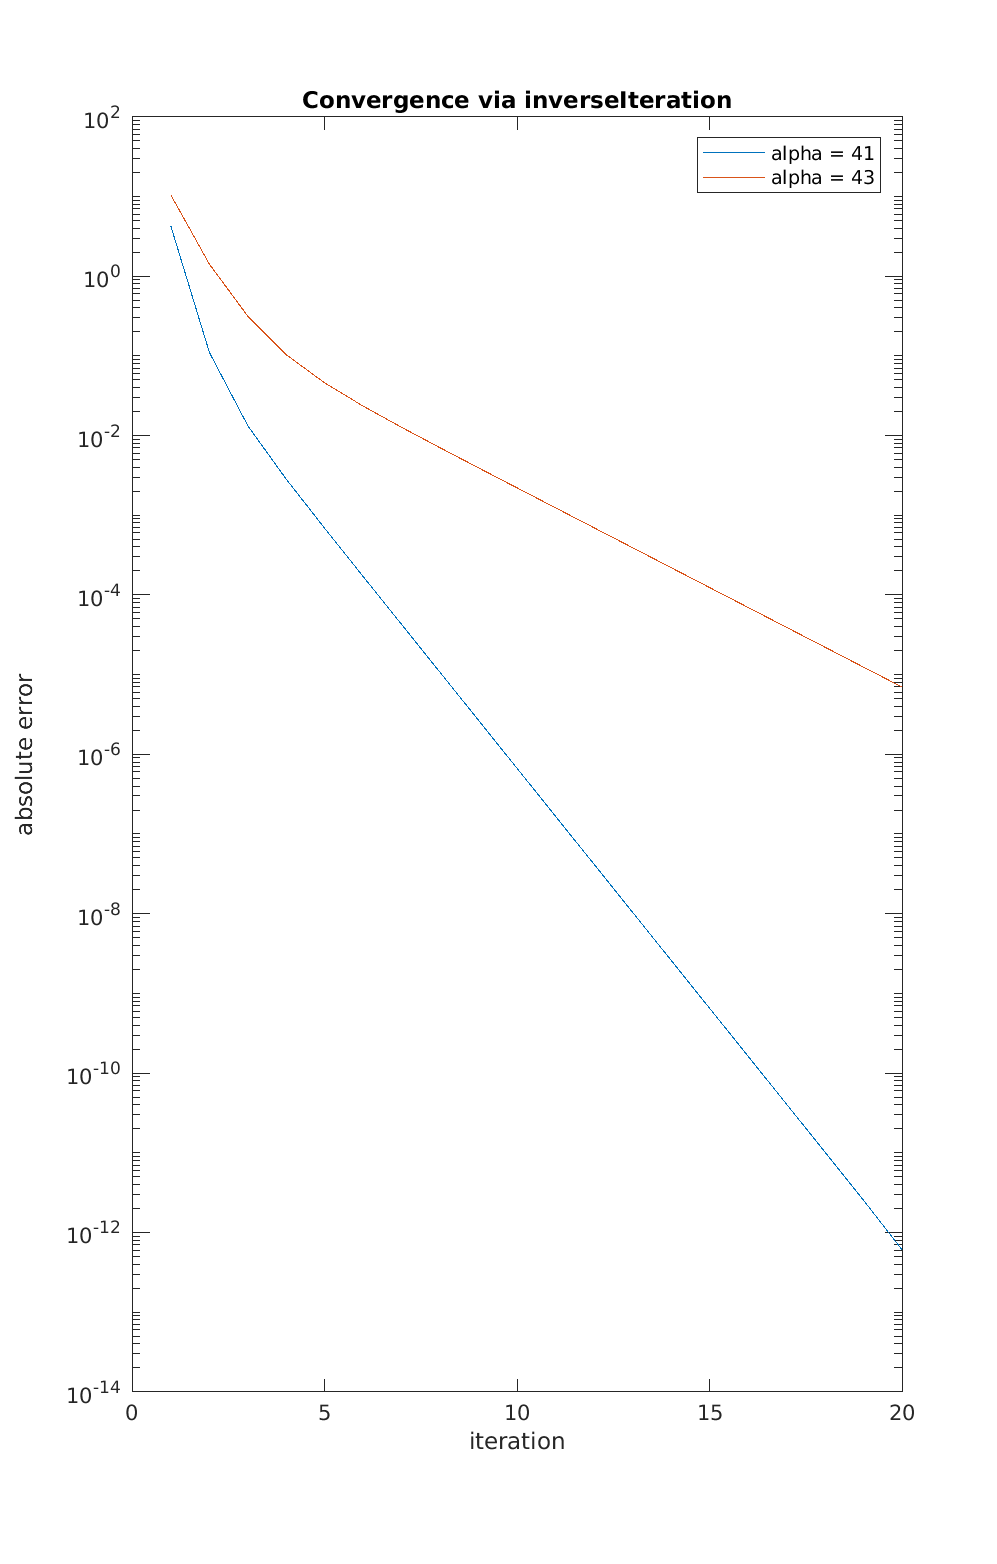 Convergence via inverseIteration
alpha = 41
alpha = 43
10^2
10^0
10^-2
10^-4
10^-6
10^-8
10^-10
10^-12
10^-14
absolute error
0 5 10 15 20
iteration